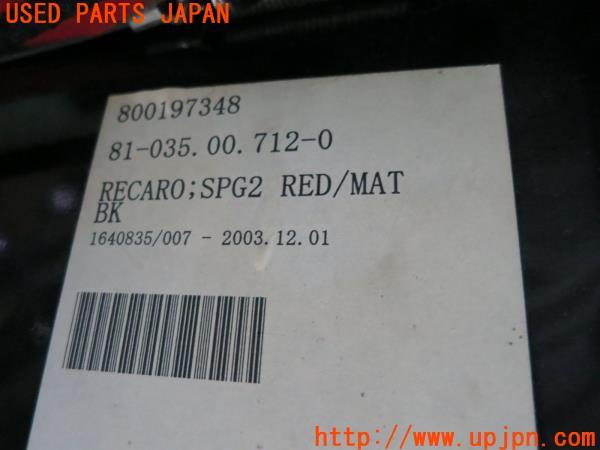 USED PARTS JAPAN
800197348
81-035.00.712-0
RECARO;SPG2 RED/MAT
BK
1640835/007 - 2003.12.01
http://www.upjpn.com/